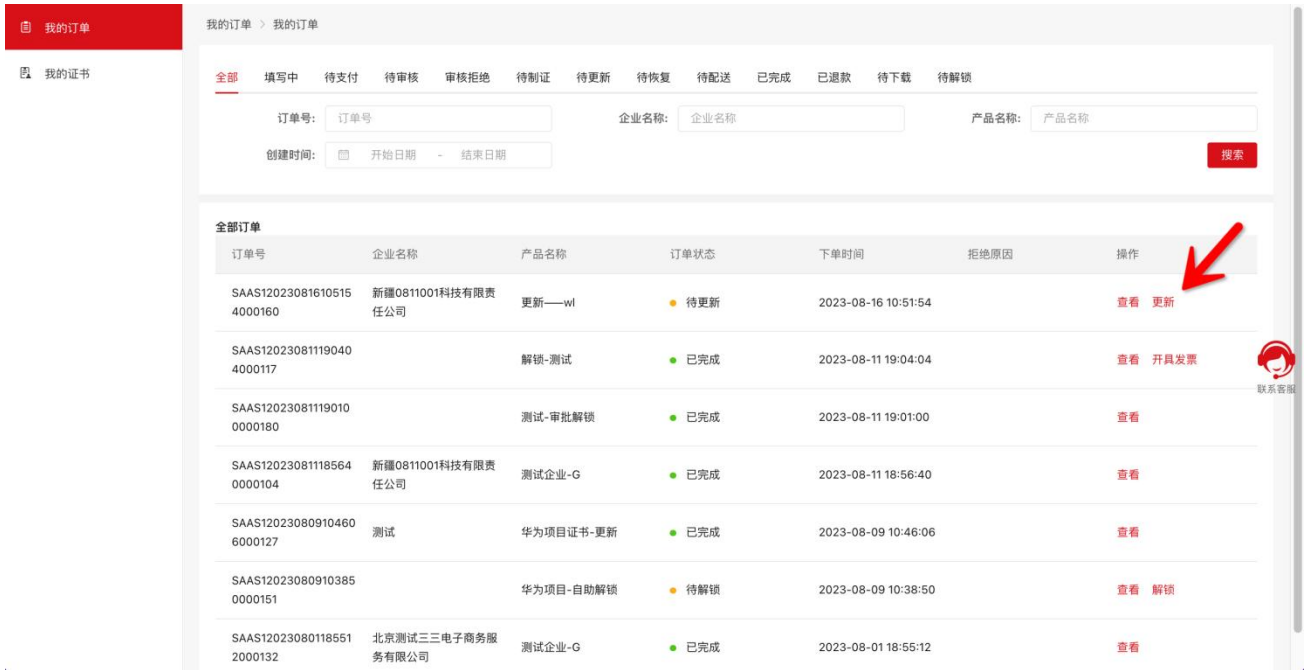 我的订单
我的证书
我的订单 > 我的订单
全部 填写中 待支付 待审核 审核拒绝 待制证 待更新 待恢复 待配送 已完成 已退款 待下载 待解锁
订单号: 订单号 企业名称: 企业名称 产品名称: 产品名称
创建时间: 开始日期 - 结束日期 搜索
全部订单
订单号 企业名称 产品名称 订单状态 下单时间 拒绝原因 操作
SAAS12023081610515 新疆0811001科技有限责
4000160 任公司 更新——wl 待更新 2023-08-16 10:51:54 查看 更新
SAAS12023081119040
4000117 解锁-测试 已完成 2023-08-11 19:04:04 查看 开具发票
联系客服
SAAS12023081119010
0000180 测试-审批解锁 已完成 2023-08-11 19:01:00 查看
SAAS12023081118564 新疆0811001科技有限责
0000104 任公司 测试企业-G 已完成 2023-08-11 18:56:40 查看
SAAS12023080910460
6000127 测试 华为项目证书-更新 已完成 2023-08-09 10:46:06 查看
SAAS12023080910385
0000151 华为项目-自助解锁 待解锁 2023-08-09 10:38:50 查看 解锁
SAAS12023080118551 北京测试三三电子商务服
2000132 务有限公司 测试企业-G 已完成 2023-08-01 18:55:12 查看